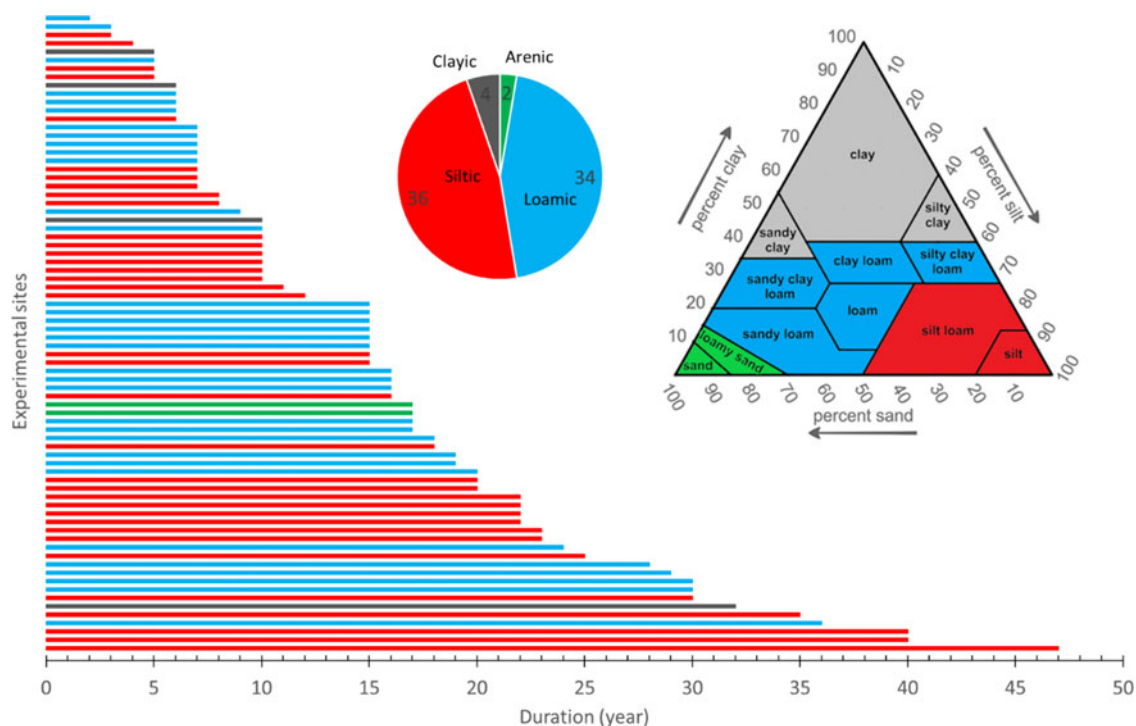 Clayic
Arenic
4
2
Siltic
36
34
Loamic
100
90
80
70
60
50
40
30
20
10
percent clay
10
20
30
40
50
60
70
80
90
100
percent silt
clay
silty
clay
sandy
clay
clay loam
silty clay
loam
sandy clay
loam
loam
sandy loam
silt loam
loamy sand
sand
silt
100
90
80
70
60
50
40
30
20
10
percent sand
Experimental sites
0
5
10
15
20
25
30
35
40
45
50
Duration (year)